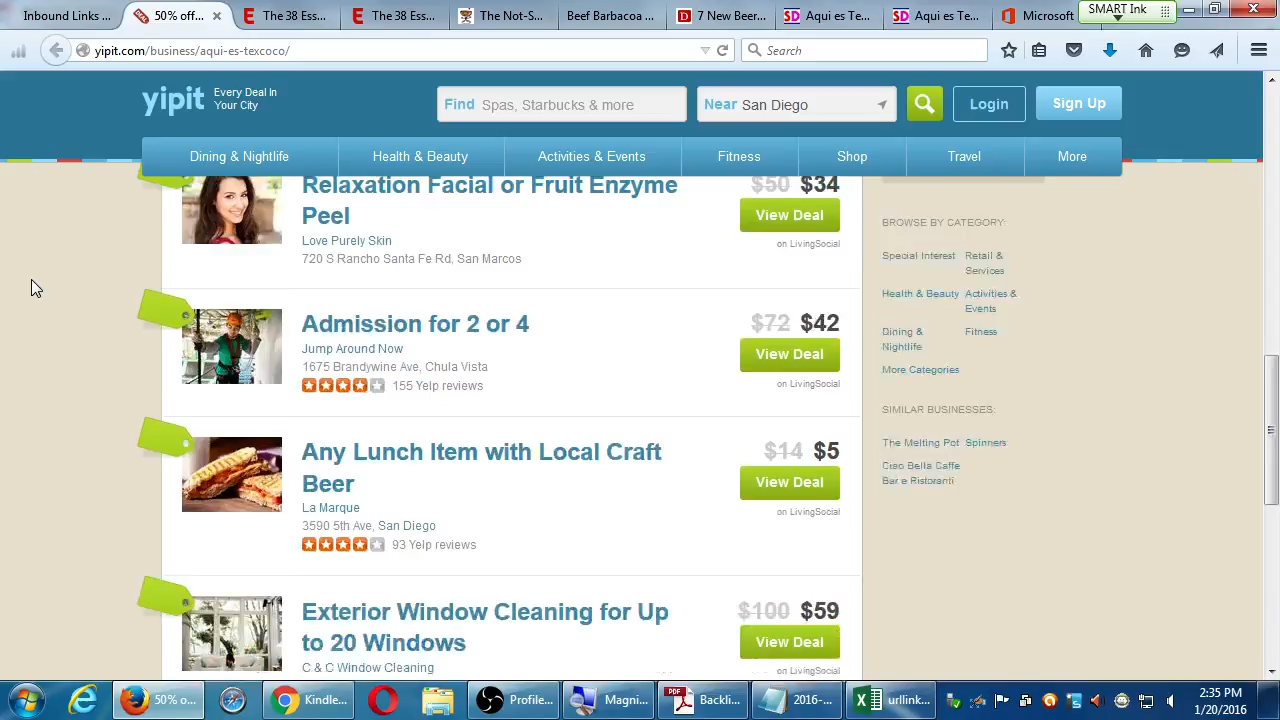 Inbound Links ...
50% off...
The 38 Ess...
The 38 Ess...
The Not-S...
Beef Barbacoa ...
7 New Beer...
Aqui es Te...
Aqui es Te...
Microsoft
SMART Ink
yipit.com/business/aqui-es-texcoco/
Search
yipit
Every Deal In
Your City
Find Spas, Starbucks & more
Near San Diego
Login
Sign Up
Dining & Nightlife
Health & Beauty
Activities & Events
Fitness
Shop
Travel
More
Relaxation Facial or Fruit Enzyme
Peel
Love Purely Skin
720 S Rancho Santa Fe Rd, San Marcos
$50 $34
View Deal
on LivingSocial
Admission for 2 or 4
Jump Around Now
1675 Brandywine Ave, Chula Vista
155 Yelp reviews
$72 $42
View Deal
on LivingSocial
Any Lunch Item with Local Craft
Beer
La Marque
3590 5th Ave, San Diego
93 Yelp reviews
$14 $5
View Deal
on LivingSocial
Exterior Window Cleaning for Up
to 20 Windows
C & C Window Cleaning
$100 $59
View Deal
on LivingSocial
BROWSE BY CATEGORY:
Special Interest
Retail &
Services
Health & Beauty
Activities &
Events
Dining &
Nightlife
Fitness
More Categories
SIMILAR BUSINESSES:
The Melting Pot
Spinners
Ciao Bella Caffe
Bar e Ristoranti
50% o...
Kindle...
Profile...
Magni...
PDF
Backli...
2016-...
urllink...
2:35 PM
1/20/2016